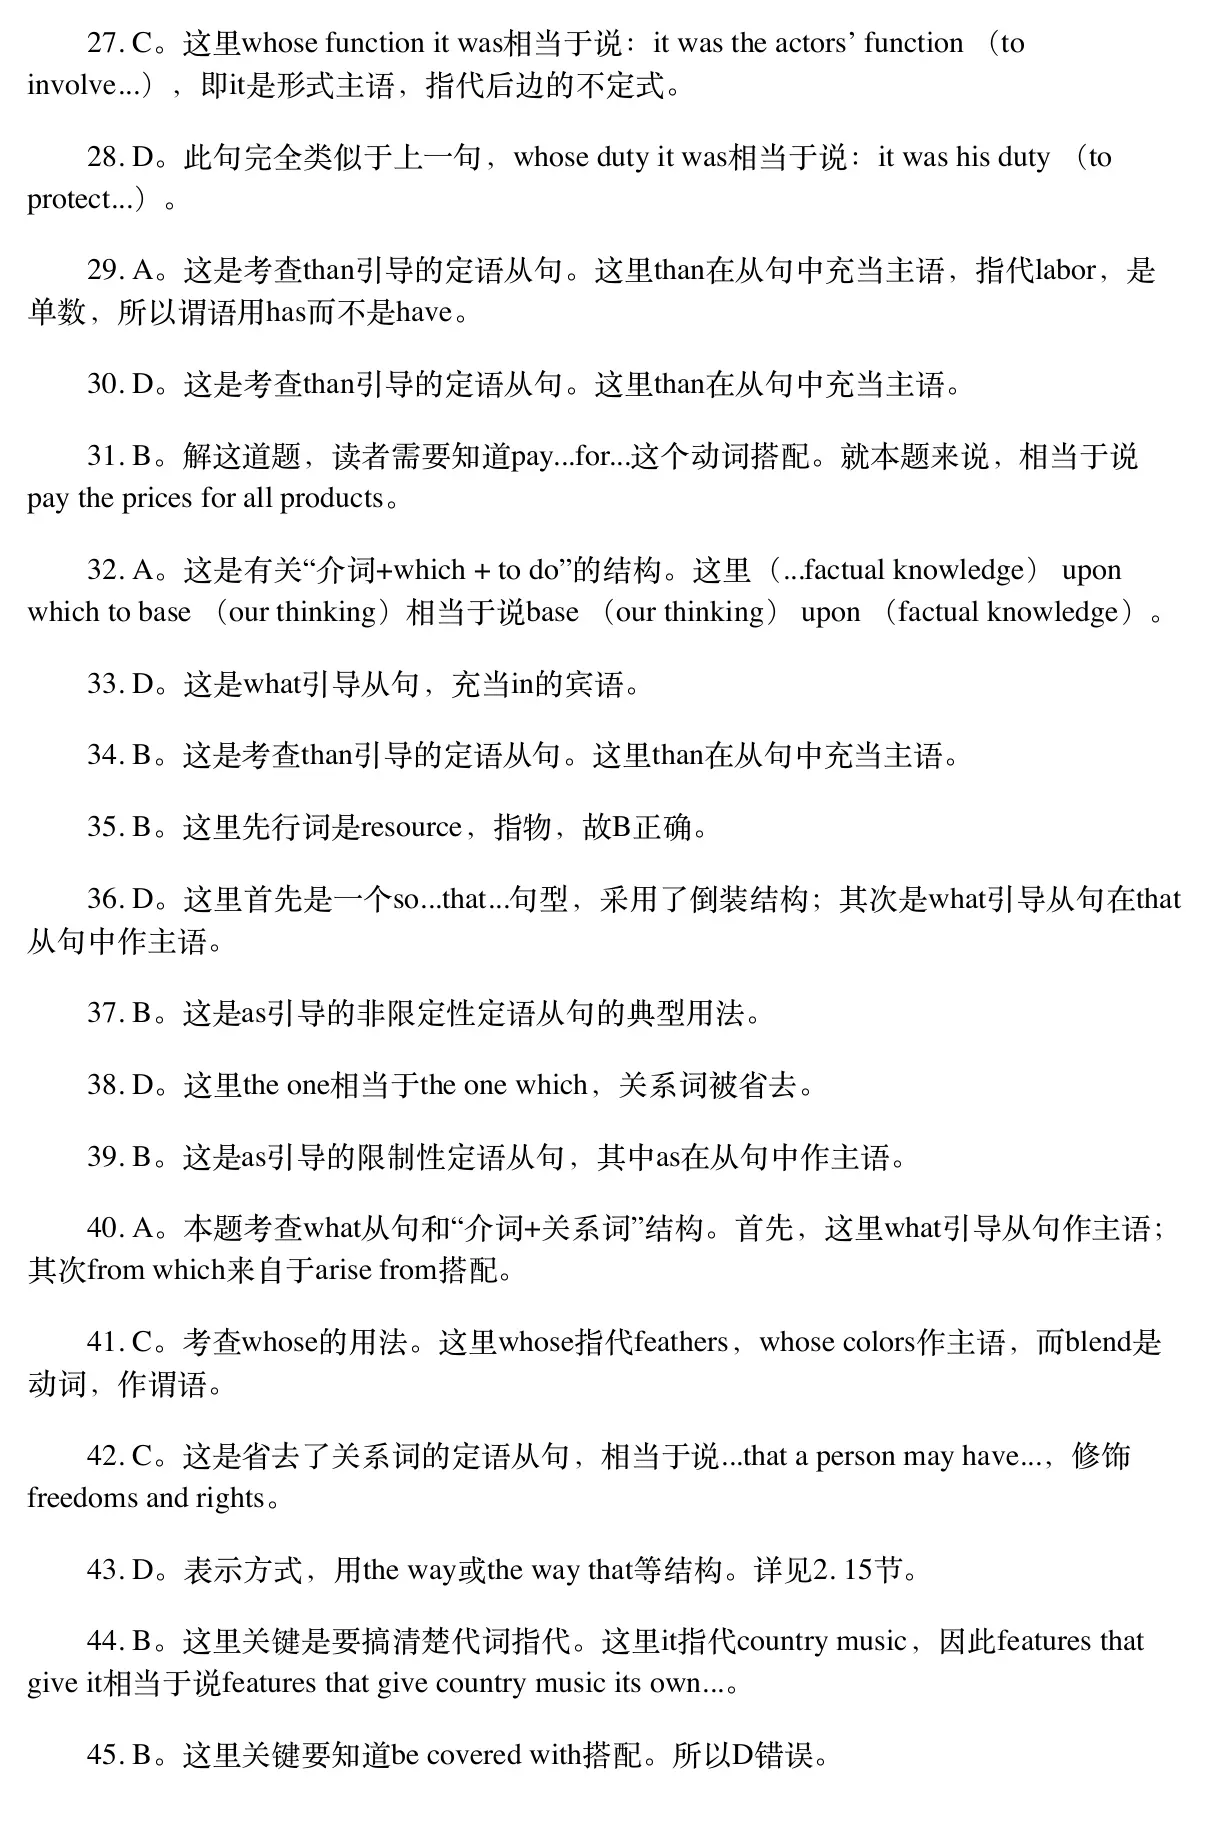 27. C。这里whose function it was相当于说：it was the actors’ function （to
involve...），即it是形式主语，指代后边的不定式。
28. D。此句完全类似于上一句，whose duty it was相当于说：it was his duty （to
protect...）。
29. A。这是考查than引导的定语从句。这里than在从句中充当主语，指代labor，是
单数，所以谓语用has而不是have。
30. D。这是考查than引导的定语从句。这里than在从句中充当主语。
31. B。解这道题，读者需要知道pay...for...这个动词搭配。就本题来说，相当于说
pay the prices for all products。
32. A。这是有关“介词+which + to do”的结构。这里（...factual knowledge） upon
which to base （our thinking）相当于说base （our thinking） upon （factual knowledge）。
33. D。这是what引导从句，充当in的宾语。
34. B。这是考查than引导的定语从句。这里than在从句中充当主语。
35. B。这里先行词是resource，指物，故B正确。
36. D。这里首先是一个so...that...句型，采用了倒装结构；其次是what引导从句在that
从句中作主语。
37. B。这是as引导的非限定性定语从句的典型用法。
38. D。这里the one相当于the one which，关系词被省去。
39. B。这是as引导的限制性定语从句，其中as在从句中作主语。
40. A。本题考查what从句和“介词+关系词”结构。首先，这里what引导从句作主语；
其次from which来自于arise from搭配。
41. C。考查whose的用法。这里whose指代feathers，whose colors作主语，而blend是
动词，作谓语。
42. C。这是省去了关系词的定语从句，相当于说...that a person may have...，修饰
freedoms and rights。
43. D。表示方式，用the way或the way that等结构。详见2. 15节。
44. B。这里关键是要搞清楚代词指代。这里it指代country music，因此features that
give it相当于说features that give country music its own...。
45. B。这里关键要知道be covered with搭配。所以D错误。